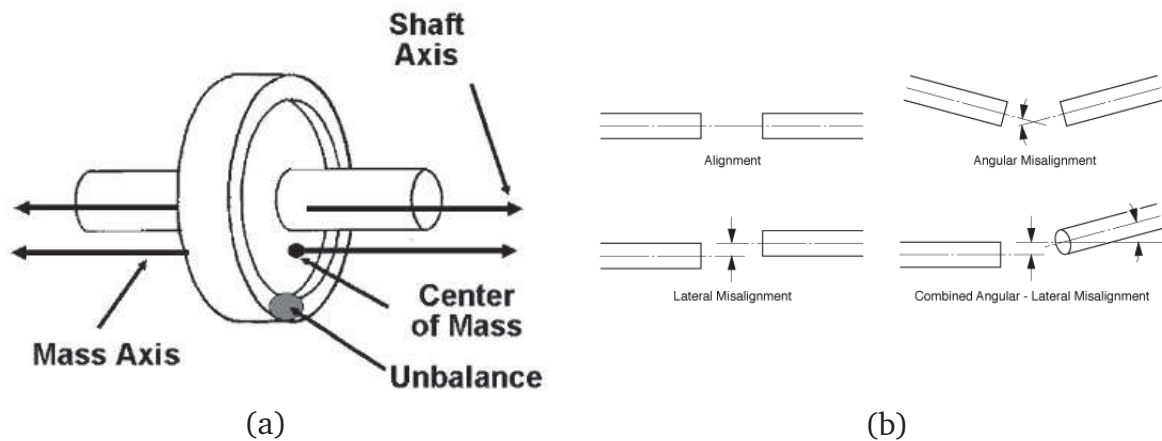 Shaft
Axis
Center
of Mass
Mass Axis
Unbalance
(a)
Alignment
Angular Misalignment
Lateral Misalignment
Combined Angular - Lateral Misalignment
(b)